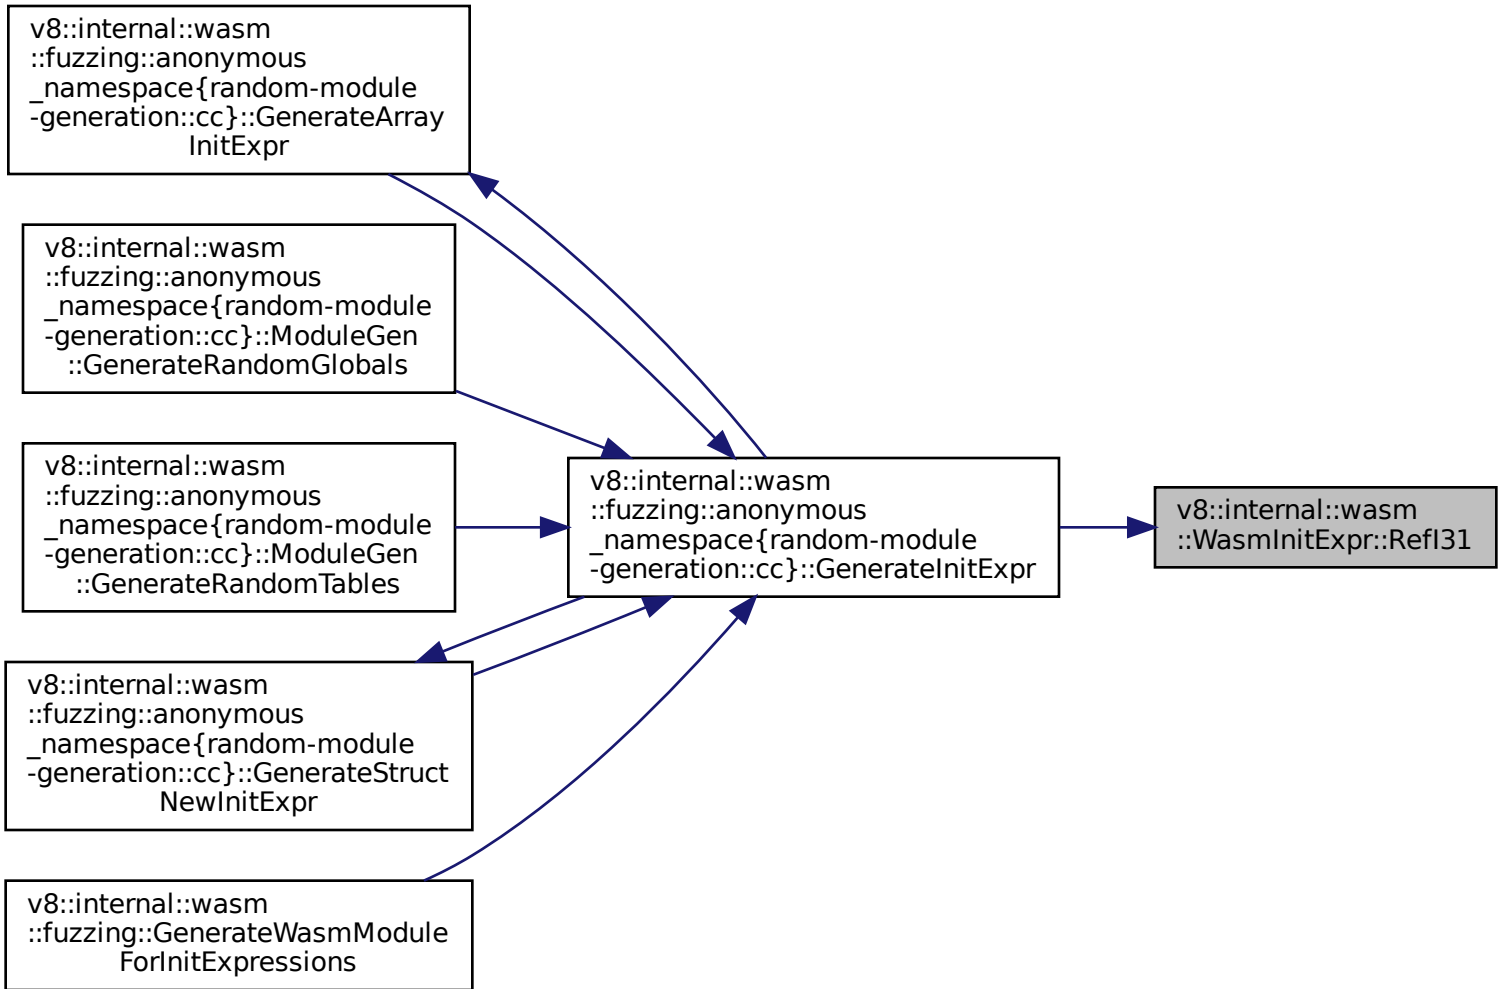 v8::internal::wasm
::fuzzing::anonymous
_namespace{random-module
-generation::cc}::GenerateArray
InitExpr
v8::internal::wasm
::fuzzing::anonymous
_namespace{random-module
-generation::cc}::ModuleGen
::GenerateRandomGlobals
v8::internal::wasm
::fuzzing::anonymous
_namespace{random-module
-generation::cc}::ModuleGen
::GenerateRandomTables
v8::internal::wasm
::fuzzing::anonymous
_namespace{random-module
-generation::cc}::GenerateStruct
NewInitExpr
v8::internal::wasm
::fuzzing::GenerateWasmModule
ForInitExpressions
v8::internal::wasm
::fuzzing::anonymous
_namespace{random-module
-generation::cc}::GenerateInitExpr
v8::internal::wasm
::WasmInitExpr::RefI31